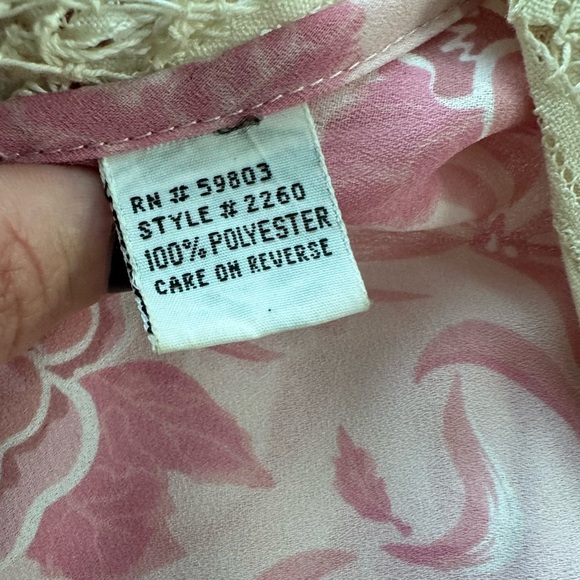 RN # 59803
STYLE # 2260
100% POLYESTER
CARE ON REVERSE